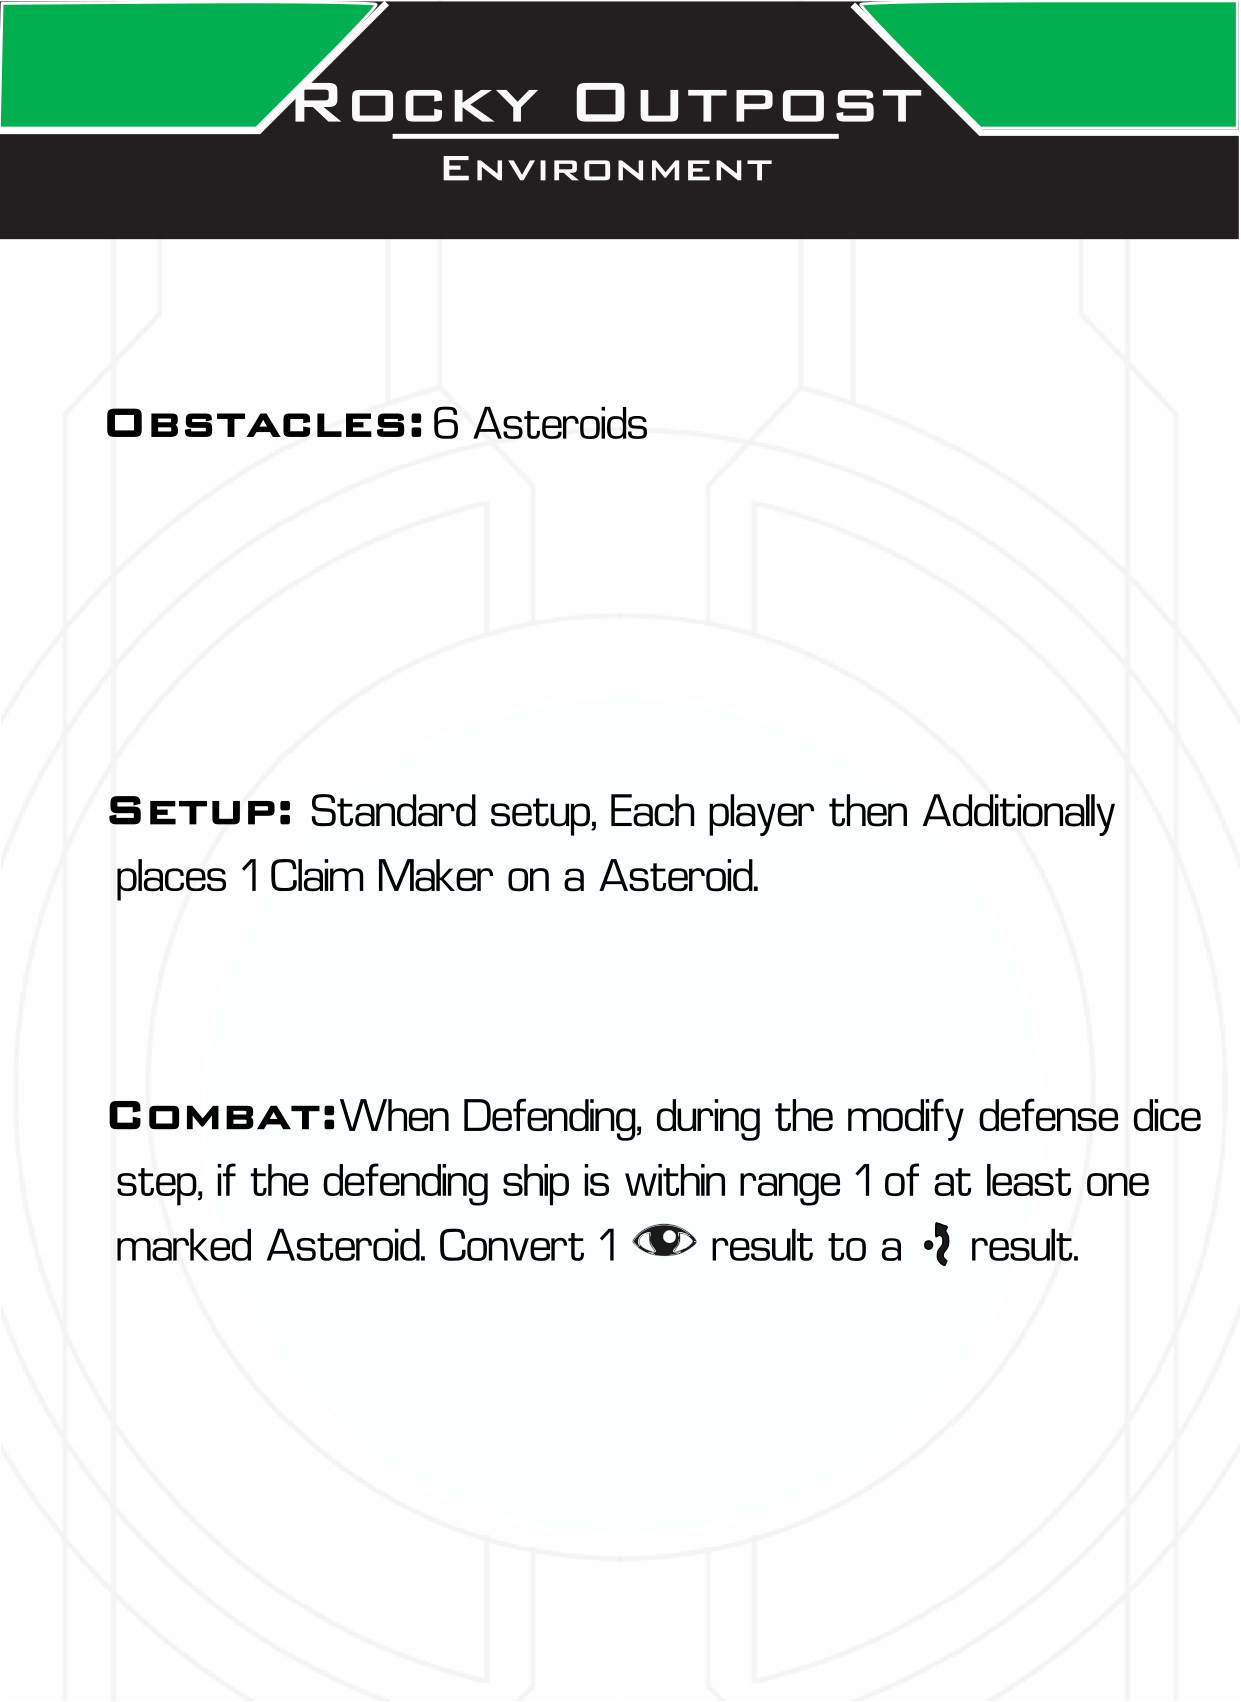 Rocky Outpost
Environment
Obstacles: 6 Asteroids
Setup: Standard setup, Each player then Additionally
places 1 Claim Maker on a Asteroid.
Combat: When Defending, during the modify defense dice
step, if the defending ship is within range 1 of at least one
marked Asteroid. Convert 1 result to a result.